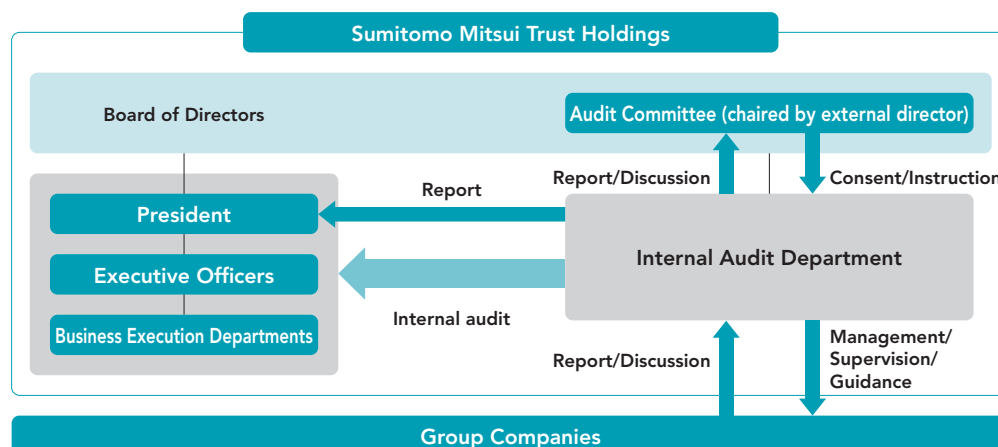 Sumitomo Mitsui Trust Holdings
Board of Directors
Audit Committee (chaired by external director)
Report
Report/Discussion
Consent/Instruction
President
Executive Officers
Business Execution Departments
Internal Audit Department
Internal audit
Report/Discussion
Management/
Supervision/
Guidance
Group Companies